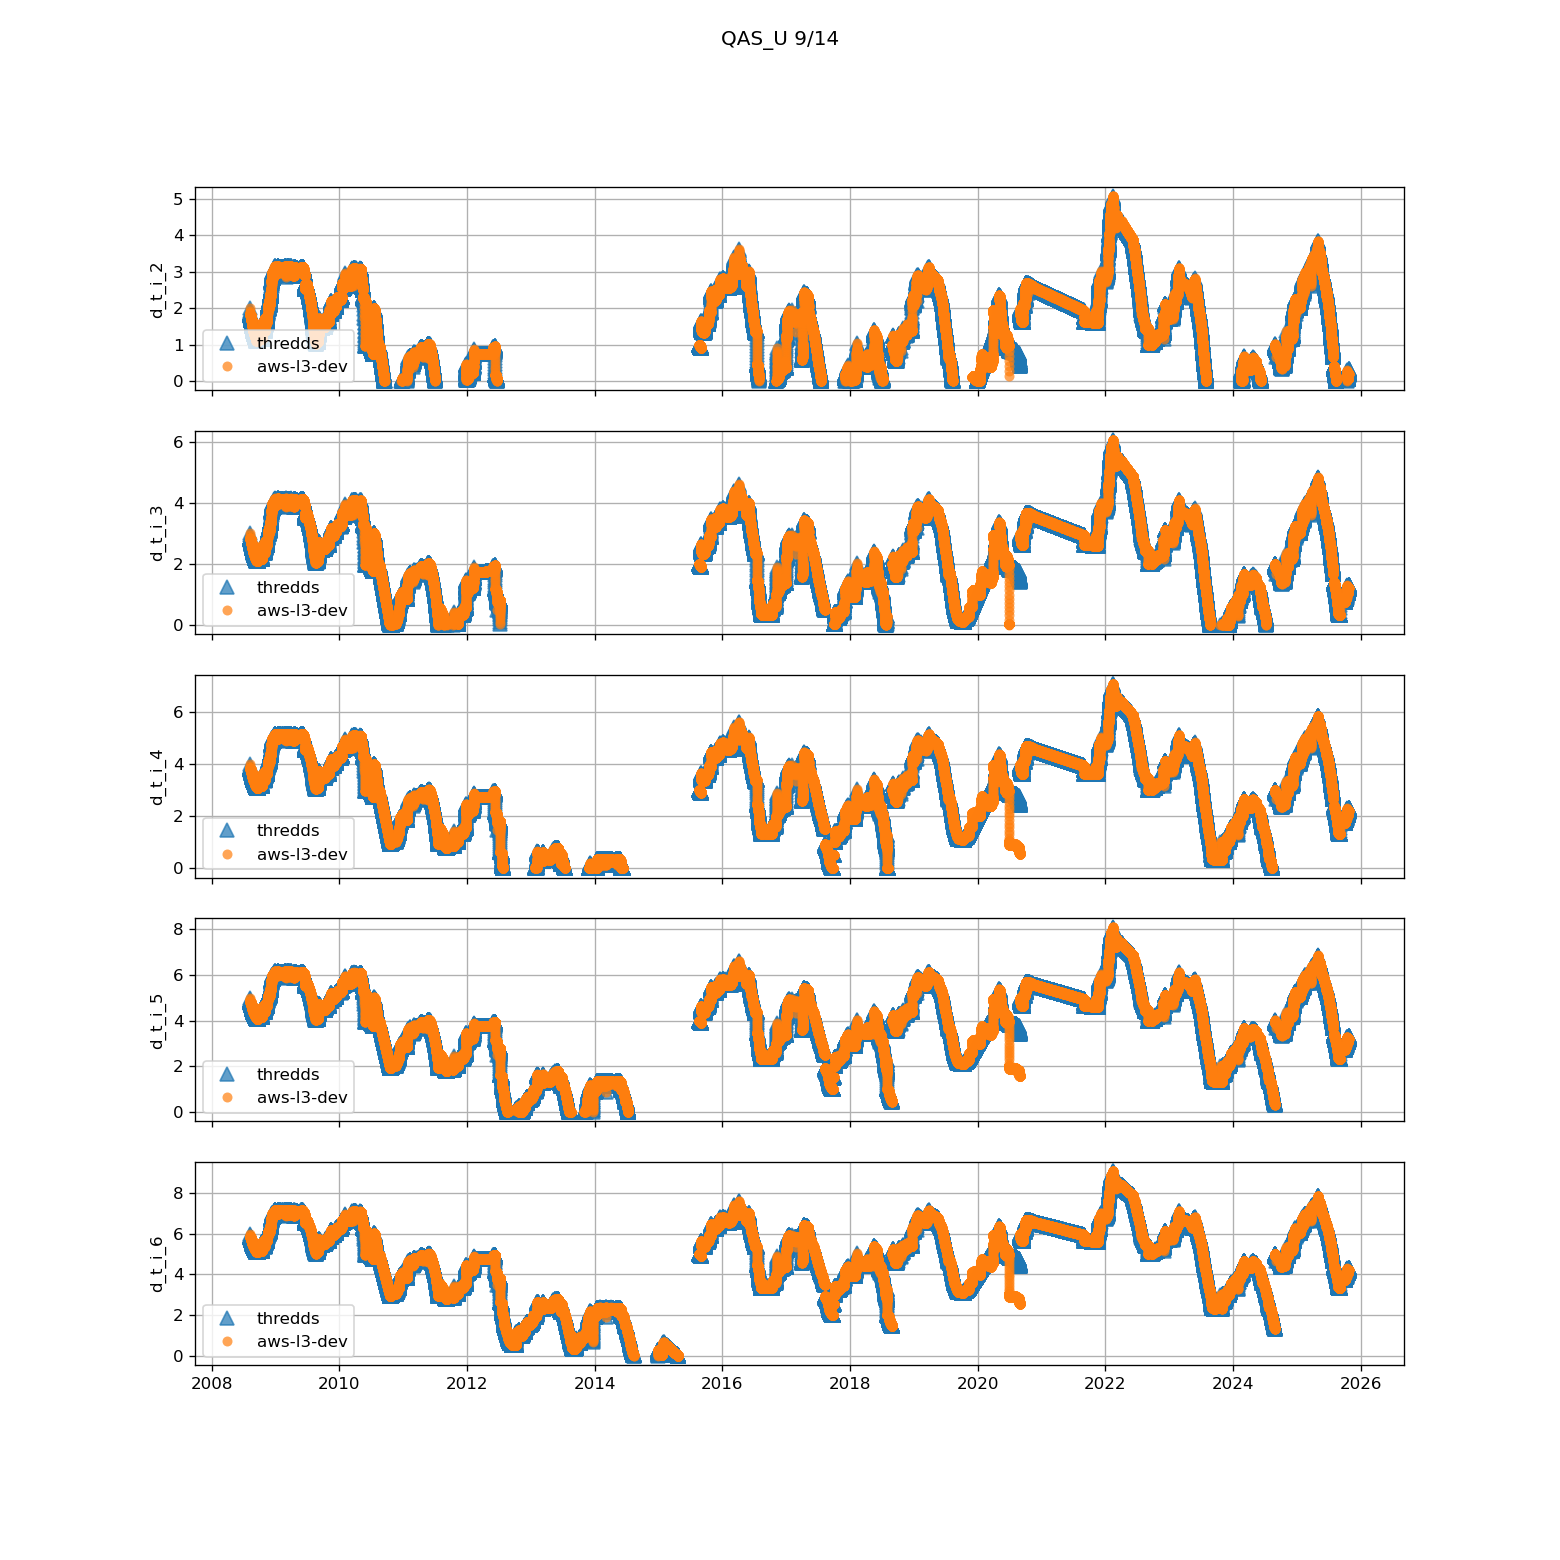 QAS_U 9/14
d_t_i_2
5
4
3
2
1
0
thredds
aws-l3-dev
d_t_i_3
6
4
2
0
thredds
aws-l3-dev
d_t_i_4
6
4
2
0
thredds
aws-l3-dev
d_t_i_5
8
6
4
2
0
thredds
aws-l3-dev
d_t_i_6
8
6
4
2
0
thredds
aws-l3-dev
2008 2010 2012 2014 2016 2018 2020 2022 2024 2026